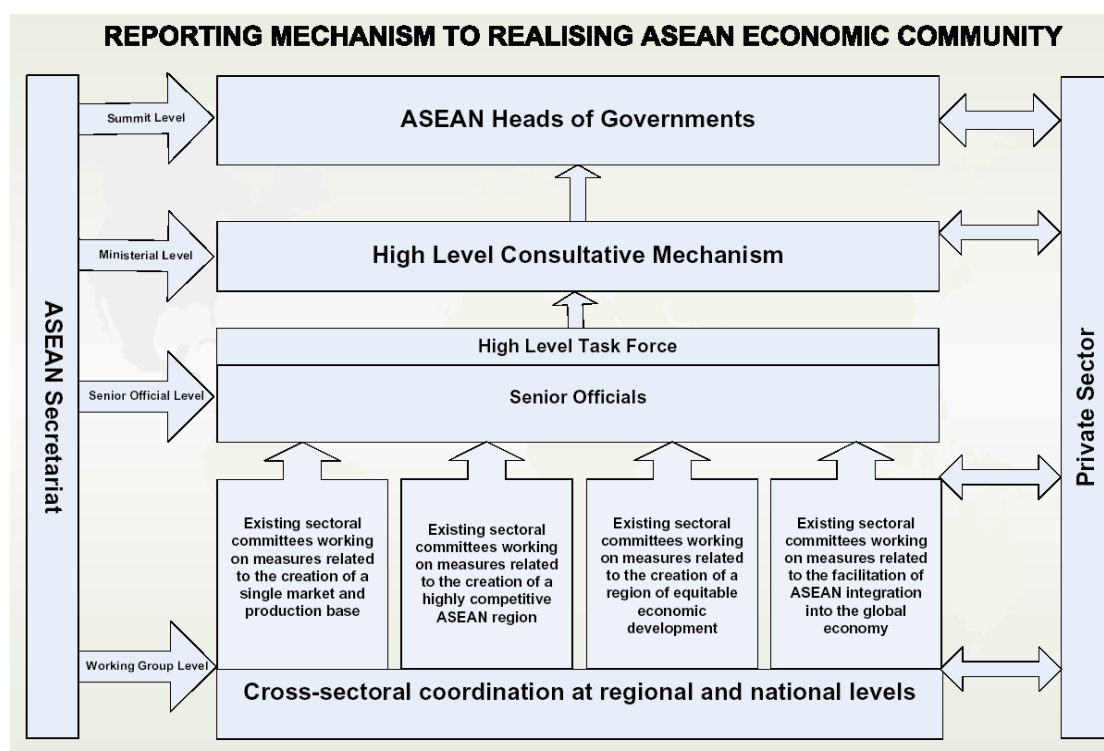 REPORTING MECHANISM TO REALISING ASEAN ECONOMIC COMMUNITY
ASEAN Secretariat
Summit Level
ASEAN Heads of Governments
Ministerial Level
High Level Consultative Mechanism
High Level Task Force
Senior Official Level
Senior Officials
Existing sectoral
committees working
on measures related
to the creation of a
single market and
production base
Existing sectoral
committees working
on measures related
to the creation of a
highly competitive
ASEAN region
Existing sectoral
committees working
on measures related
to the creation of a
region of equitable
economic
development
Existing sectoral
committees working
on measures related
to the facilitation of
ASEAN integration
into the global
economy
Working Group Level
Cross-sectoral coordination at regional and national levels
Private Sector